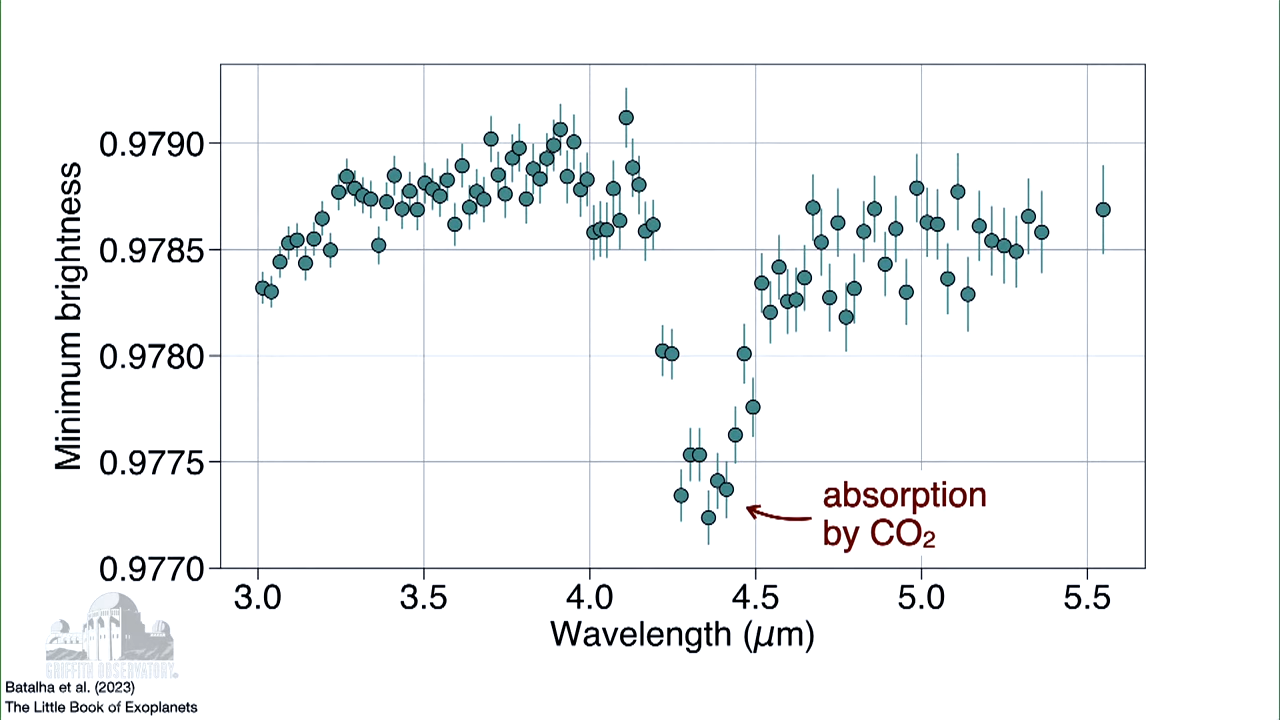 0.9790
0.9785
0.9780
0.9775
0.9770
Minimum brightness
absorption
by CO₂
3.0 3.5 4.0 4.5 5.0 5.5
Wavelength (μm)
GRIFFITH OBSERVATORY
Batalha et al. (2023)
The Little Book of Exoplanets